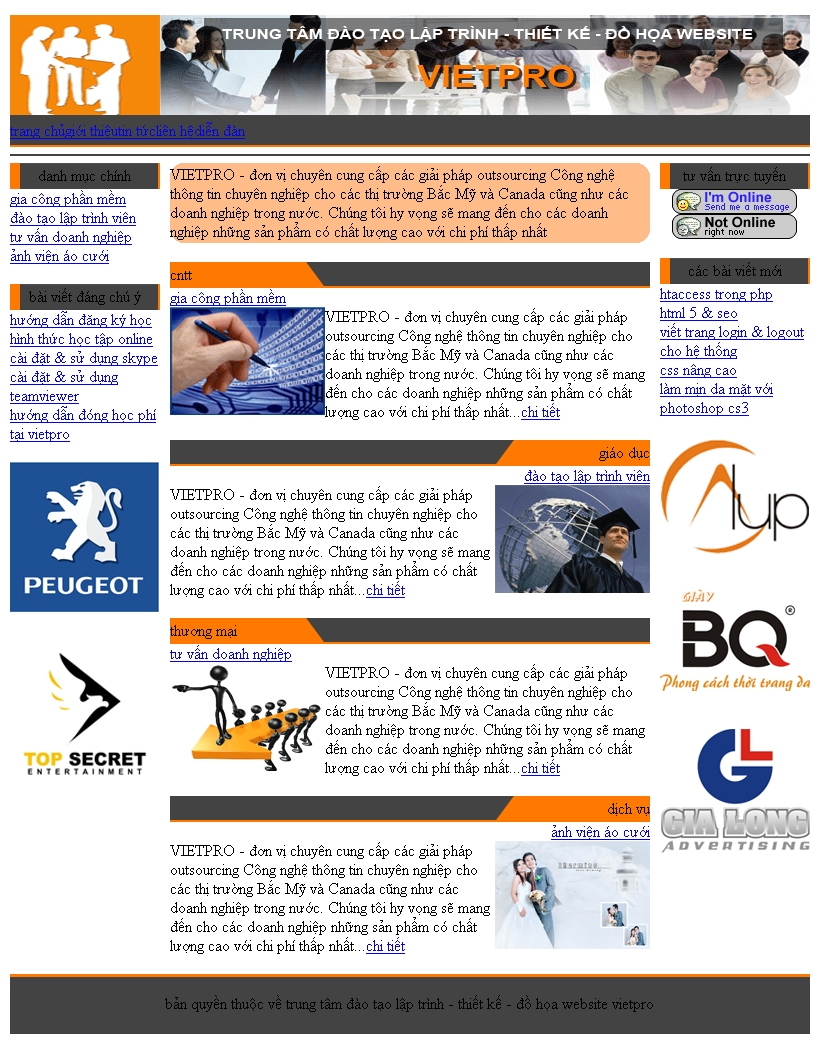 TRUNG TÂM ĐÀO TẠO LẬP TRÌNH - THIẾT KẾ - ĐỒ HỌA WEBSITE
VIETPRO
trang chủgiới thiệutin tứcliên hệdiễn đàn
danh mục chính
gia công phần mềm
đào tạo lập trình viên
tư vấn doanh nghiệp
ảnh viện áo cưới
bài viết đáng chú ý
hướng dẫn đăng ký học
hình thức học tập online
cài đặt & sử dụng skype
cài đặt & sử dụng
teamviewer
hướng dẫn đóng học phí
tại vietpro
PEUGEOT
TOP SECRET
ENTERTAINMENT
VIETPRO - đơn vị chuyên cung cấp các giải pháp outsourcing Công nghệ
thông tin chuyên nghiệp cho các thị trường Bắc Mỹ và Canada cũng như các
doanh nghiệp trong nước. Chúng tôi hy vọng sẽ mang đến cho các doanh
nghiệp những sản phẩm có chất lượng cao với chi phí thấp nhất
cntt
gia công phần mềm
VIETPRO - đơn vị chuyên cung cấp các giải pháp
outsourcing Công nghệ thông tin chuyên nghiệp cho
các thị trường Bắc Mỹ và Canada cũng như các
doanh nghiệp trong nước. Chúng tôi hy vọng sẽ mang
đến cho các doanh nghiệp những sản phẩm có chất
lượng cao với chi phí thấp nhất...chi tiết
giáo dục
đào tạo lập trình viên
VIETPRO - đơn vị chuyên cung cấp các giải pháp
outsourcing Công nghệ thông tin chuyên nghiệp cho
các thị trường Bắc Mỹ và Canada cũng như các
doanh nghiệp trong nước. Chúng tôi hy vọng sẽ mang
đến cho các doanh nghiệp những sản phẩm có chất
lượng cao với chi phí thấp nhất...chi tiết
thương mại
tư vấn doanh nghiệp
VIETPRO - đơn vị chuyên cung cấp các giải pháp
outsourcing Công nghệ thông tin chuyên nghiệp cho
các thị trường Bắc Mỹ và Canada cũng như các
doanh nghiệp trong nước. Chúng tôi hy vọng sẽ mang
đến cho các doanh nghiệp những sản phẩm có chất
lượng cao với chi phí thấp nhất...chi tiết
dịch vụ
ảnh viện áo cưới
VIETPRO - đơn vị chuyên cung cấp các giải pháp
outsourcing Công nghệ thông tin chuyên nghiệp cho
các thị trường Bắc Mỹ và Canada cũng như các
doanh nghiệp trong nước. Chúng tôi hy vọng sẽ mang
đến cho các doanh nghiệp những sản phẩm có chất
lượng cao với chi phí thấp nhất...chi tiết
Charming
tư vấn trực tuyến
I'm Online
Send me a message
Not Online
right now
các bài viết mới
htaccess trong php
html 5 & seo
viết trang login & logout
cho hệ thống
css nâng cao
làm mịn da mặt với
photoshop cs3
Alup
GIÀY
BQ®
Phong cách thời trang da
GL
GIA LONG
ADVERTISING
bản quyền thuộc về trung tâm đào tạo lập trình - thiết kế - đồ họa website vietpro